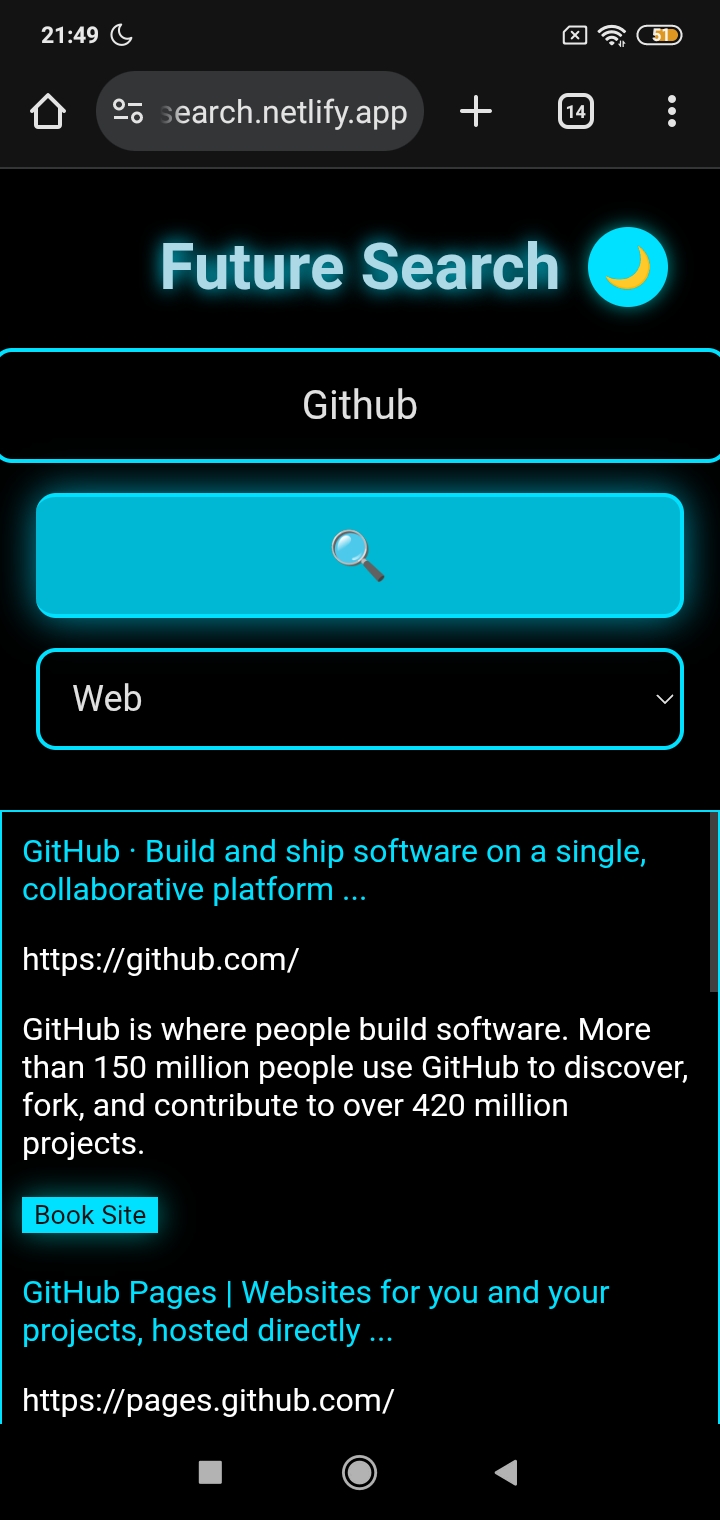 21:49
51
search.netlify.app
14
Future Search
Github
Web
GitHub · Build and ship software on a single,
collaborative platform ...
https://github.com/
GitHub is where people build software. More
than 150 million people use GitHub to discover,
fork, and contribute to over 420 million
projects.
Book Site
GitHub Pages | Websites for you and your
projects, hosted directly ...
https://pages.github.com/